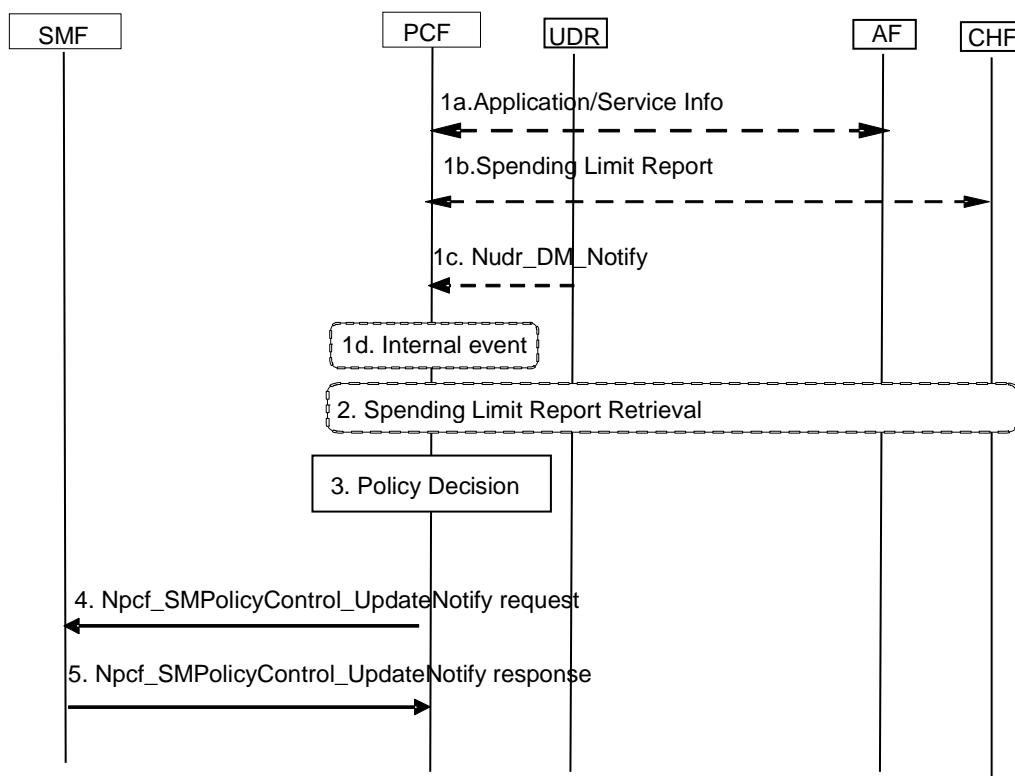 SMF
PCF
UDR
AF
CHF
1a.Application/Service Info
1b.Spending Limit Report
1c. Nudr_DM_Notify
1d. Internal event
2. Spending Limit Report Retrieval
3. Policy Decision
4. Npcf_SMPolicyControl_UpdateNotify request
5. Npcf_SMPolicyControl_UpdateNotify response